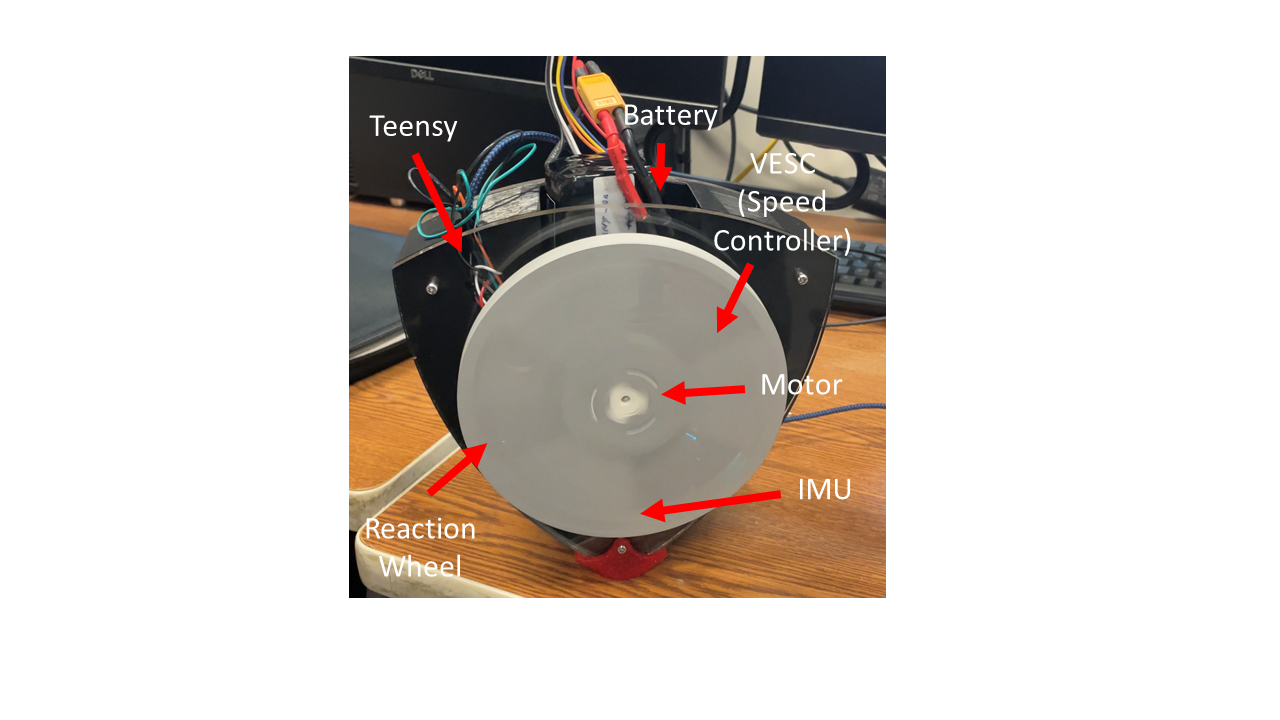 DELL
Teensy
Battery
VESC
(Speed
Controller)
Motor
IMU
Reaction
Wheel